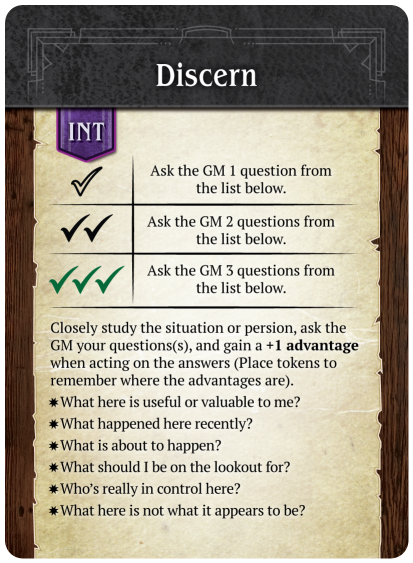 Discern
INT
Ask the GM 1 question from
the list below.
Ask the GM 2 questions from
the list below.
Ask the GM 3 questions from
the list below.
Closely study the situation or persion, ask the
GM your questions(s), and gain a +1 advantage
when acting on the answers (Place tokens to
remember where the advantages are).
✷What here is useful or valuable to me?
✷What happened here recently?
✷What is about to happen?
✷What should I be on the lookout for?
✷Who's really in control here?
✷What here is not what it appears to be?